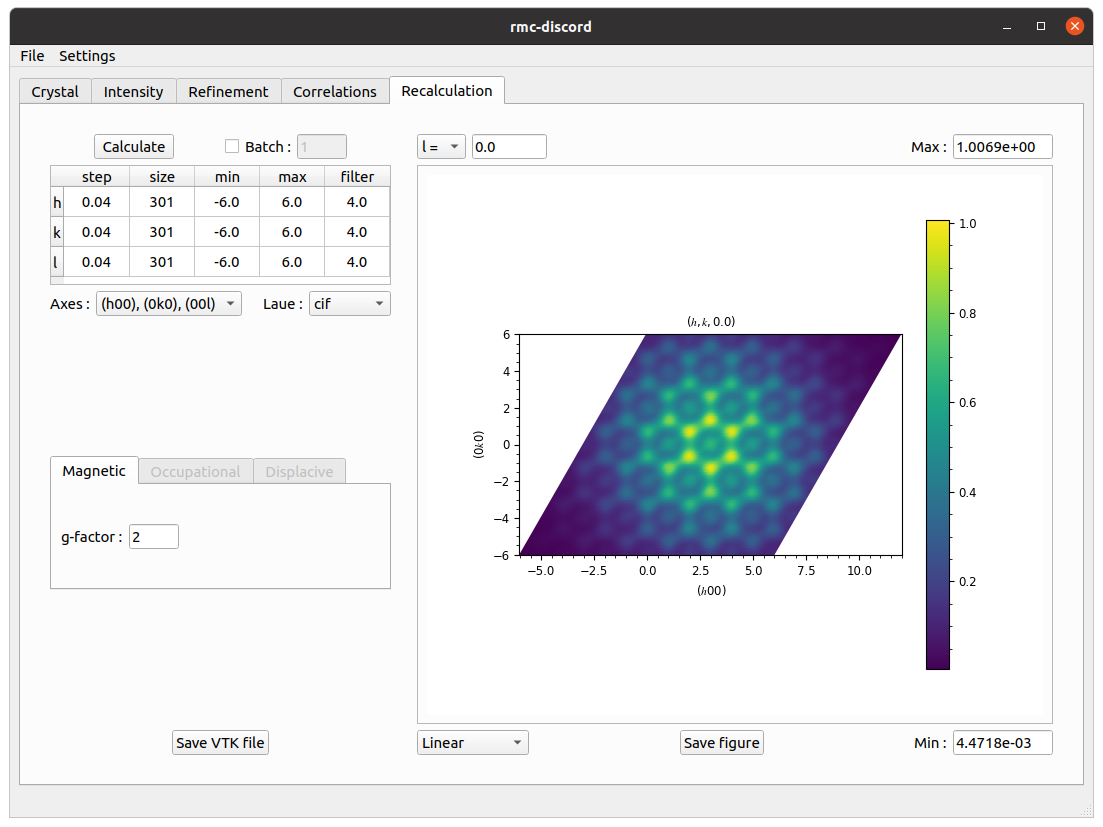 rmc-discord
File Settings
Crystal Intensity Refinement Correlations Recalculation
Calculate Batch : 1 l = 0.0 Max : 1.0069e+00
step size min max filter
h 0.04 301 -6.0 6.0 4.0
k 0.04 301 -6.0 6.0 4.0
l 0.04 301 -6.0 6.0 4.0
Axes : (h00), (0k0), (00l) Laue : cif
(h, k, 0.0)
(0k0)
6
4
2
0
−2
−4
−6
−5.0 −2.5 0.0 2.5 5.0 7.5 10.0
(h00)
1.0
0.8
0.6
0.4
0.2
Magnetic Occupational Displacive
g-factor : 2
Save VTK file Linear Save figure Min : 4.4718e-03